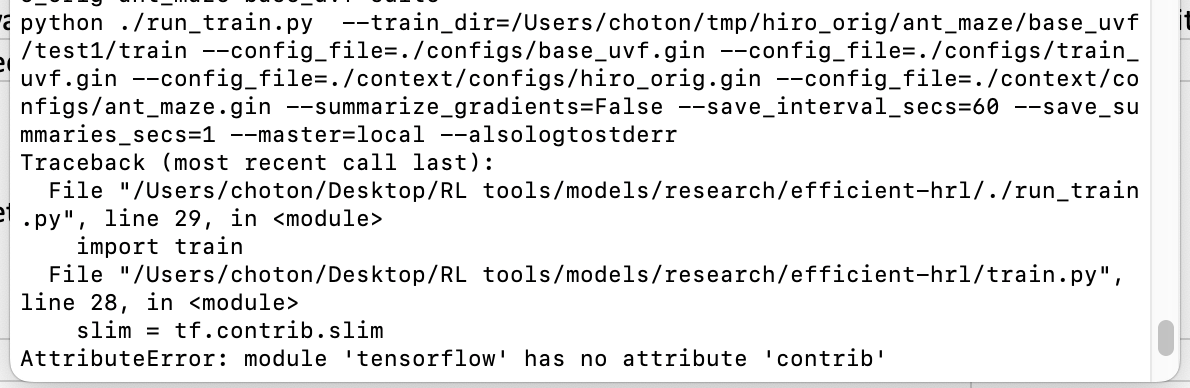 python ./run_train.py  --train_dir=/Users/choton/tmp/hiro_orig/ant_maze/base_uvf
/test1/train --config_file=./configs/base_uvf.gin --config_file=./configs/train_
uvf.gin --config_file=./context/configs/hiro_orig.gin --config_file=./context/co
nfigs/ant_maze.gin --summarize_gradients=False --save_interval_secs=60 --save_su
mmaries_secs=1 --master=local --alsologtostderr
Traceback (most recent call last):
  File "/Users/choton/Desktop/RL tools/models/research/efficient-hrl/./run_train
.py", line 29, in <module>
    import train
  File "/Users/choton/Desktop/RL tools/models/research/efficient-hrl/train.py",
line 28, in <module>
    slim = tf.contrib.slim
AttributeError: module 'tensorflow' has no attribute 'contrib'